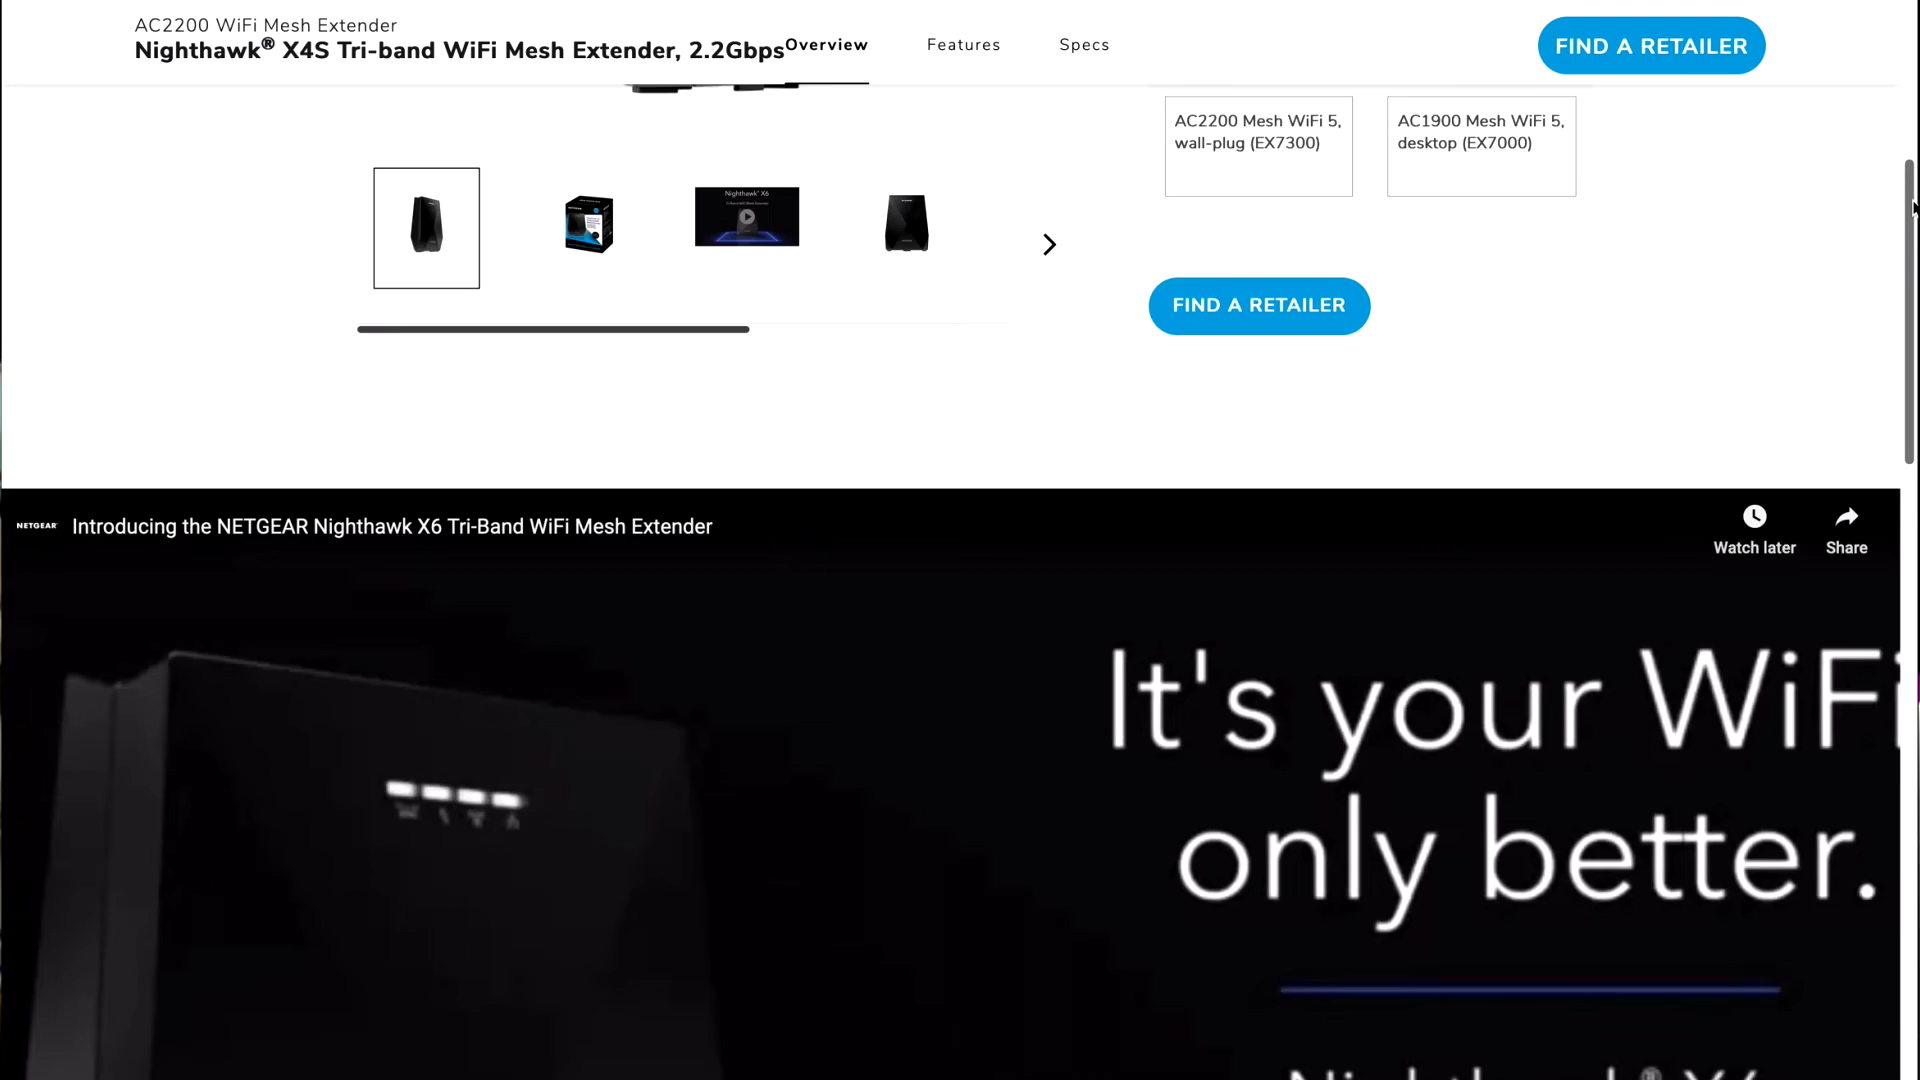 AC2200 WiFi Mesh Extender
Nighthawk® X4S Tri-band WiFi Mesh Extender, 2.2Gbps
Overview
Features
Specs
FIND A RETAILER
AC2200 Mesh WiFi 5,
wall-plug (EX7300)
AC1900 Mesh WiFi 5,
desktop (EX7000)
Nighthawk® X6
FIND A RETAILER
NETGEAR
Introducing the NETGEAR Nighthawk X6 Tri-Band WiFi Mesh Extender
Watch later
Share
It's your WiFi
only better.
Nighthawk® X6